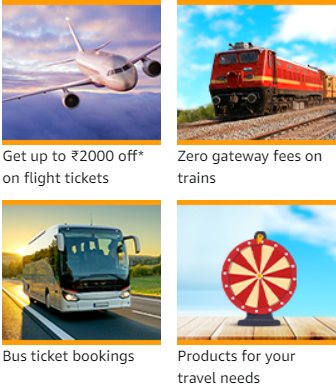 Get up to ₹2000 off*
on flight tickets
Zero gateway fees on
trains
Bus ticket bookings
Products for your
travel needs